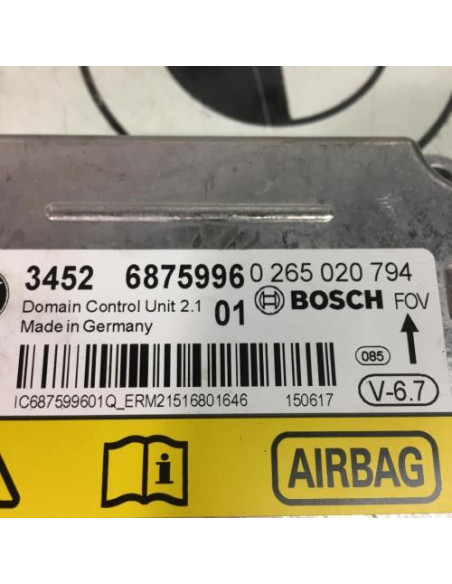 3452 6875996 0 265 020 794
Domain Control Unit 2.1 01 BOSCH FOV
Made in Germany
085
IC687599601Q_ERM21516801646 150617 V-6.7
i AIRBAG